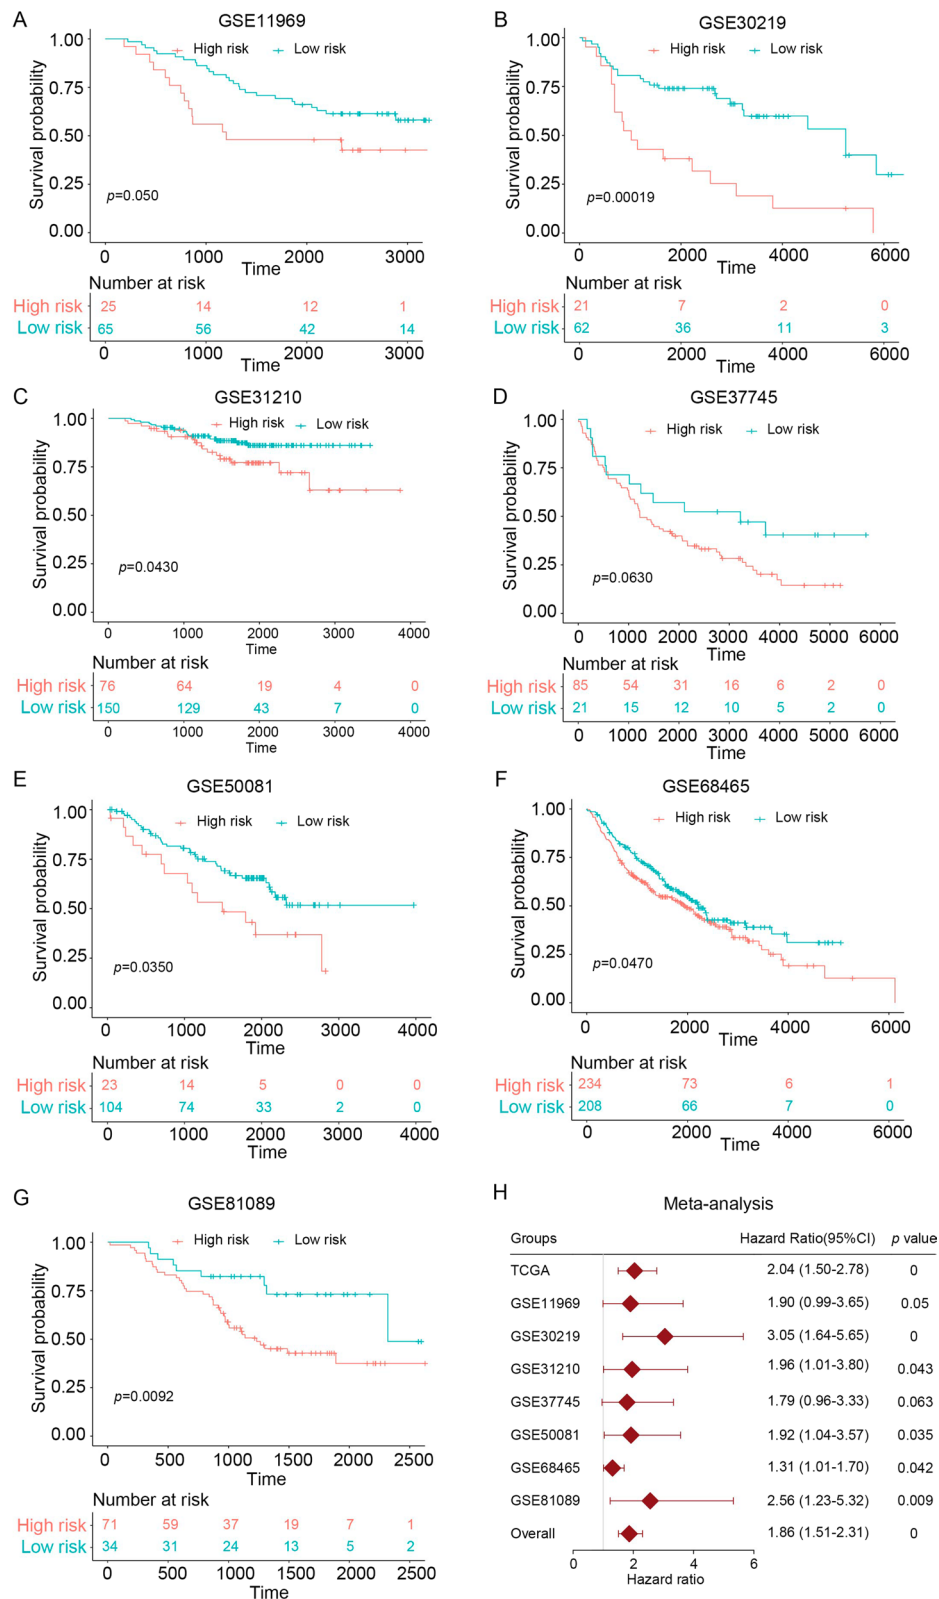 A
GSE11969
High risk Low risk
Survival probability
1.00
0.75
0.50
0.25
0.00
p=0.050
0 1000 2000 3000
Time
Number at risk
High risk 25 14 12 1
Low risk 65 56 42 14
0 1000 2000 3000
Time
B
GSE30219
High risk Low risk
Survival probability
1.00
0.75
0.50
0.25
0.00
p=0.00019
0 2000 4000 6000
Time
Number at risk
High risk 21 7 2 0
Low risk 62 36 11 3
0 2000 4000 6000
Time
C
GSE31210
High risk Low risk
Survival probability
1.00
0.75
0.50
0.25
0.00
p=0.0430
0 1000 2000 3000 4000
Time
Number at risk
High risk 76 64 19 4 0
Low risk 150 129 43 7 0
0 1000 2000 3000 4000
Time
D
GSE37745
High risk Low risk
Survival probability
1.00
0.75
0.50
0.25
0.00
p=0.0630
0 1000 2000 3000 4000 5000 6000
Time
Number at risk
High risk 85 54 31 16 6 2 0
Low risk 21 15 12 10 5 2 0
0 1000 2000 3000 4000 5000 6000
Time
E
GSE50081
High risk Low risk
Survival probability
1.00
0.75
0.50
0.25
0.00
p=0.0350
0 1000 2000 3000 4000
Time
Number at risk
High risk 23 14 5 0 0
Low risk 104 74 33 2 0
0 1000 2000 3000 4000
Time
F
GSE68465
High risk Low risk
Survival probability
1.00
0.75
0.50
0.25
0.00
p=0.0470
0 2000 4000 6000
Time
Number at risk
High risk 234 73 6 1
Low risk 208 66 7 0
0 2000 4000 6000
Time
G
GSE81089
High risk Low risk
Survival probability
1.00
0.75
0.50
0.25
0.00
p=0.0092
0 500 1000 1500 2000 2500
Time
Number at risk
High risk 71 59 37 19 7 1
Low risk 34 31 24 13 5 2
0 500 1000 1500 2000 2500
Time
H
Meta-analysis
Groups Hazard Ratio(95%CI) p value
TCGA 2.04 (1.50-2.78) 0
GSE11969 1.90 (0.99-3.65) 0.05
GSE30219 3.05 (1.64-5.65) 0
GSE31210 1.96 (1.01-3.80) 0.043
GSE37745 1.79 (0.96-3.33) 0.063
GSE50081 1.92 (1.04-3.57) 0.035
GSE68465 1.31 (1.01-1.70) 0.042
GSE81089 2.56 (1.23-5.32) 0.009
Overall 1.86 (1.51-2.31) 0
0 2 4 6
Hazard ratio